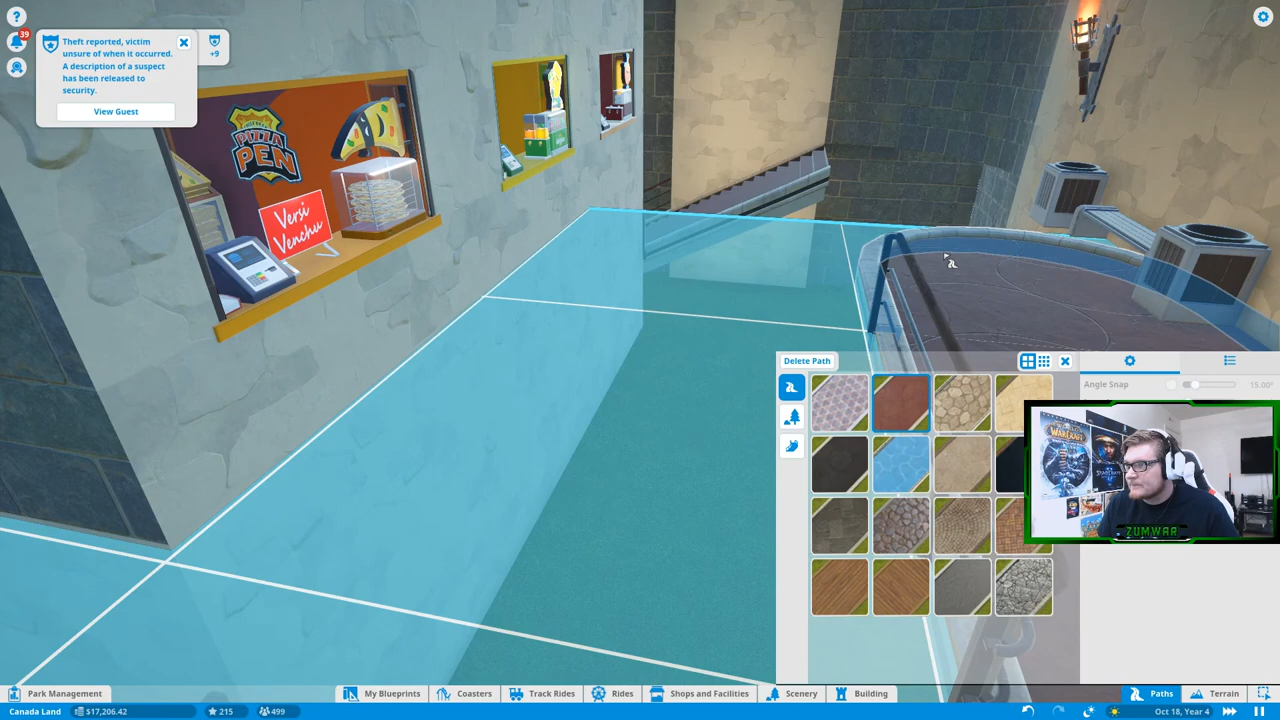 ?
39
Theft reported, victim
unsure of when it occurred.
A description of a suspect
has been released to
security.
View Guest
+9
PIZZA
PEN
Versi
Venchu
Delete Path
Angle Snap
15.00°
WARCRAFT
STARCRAFT
ZUMWAR
Park Management
My Blueprints
Coasters
Track Rides
Rides
Shops and Facilities
Scenery
Building
Paths
Terrain
Canada Land
$17,206.42
215
499
Oct 18, Year 4